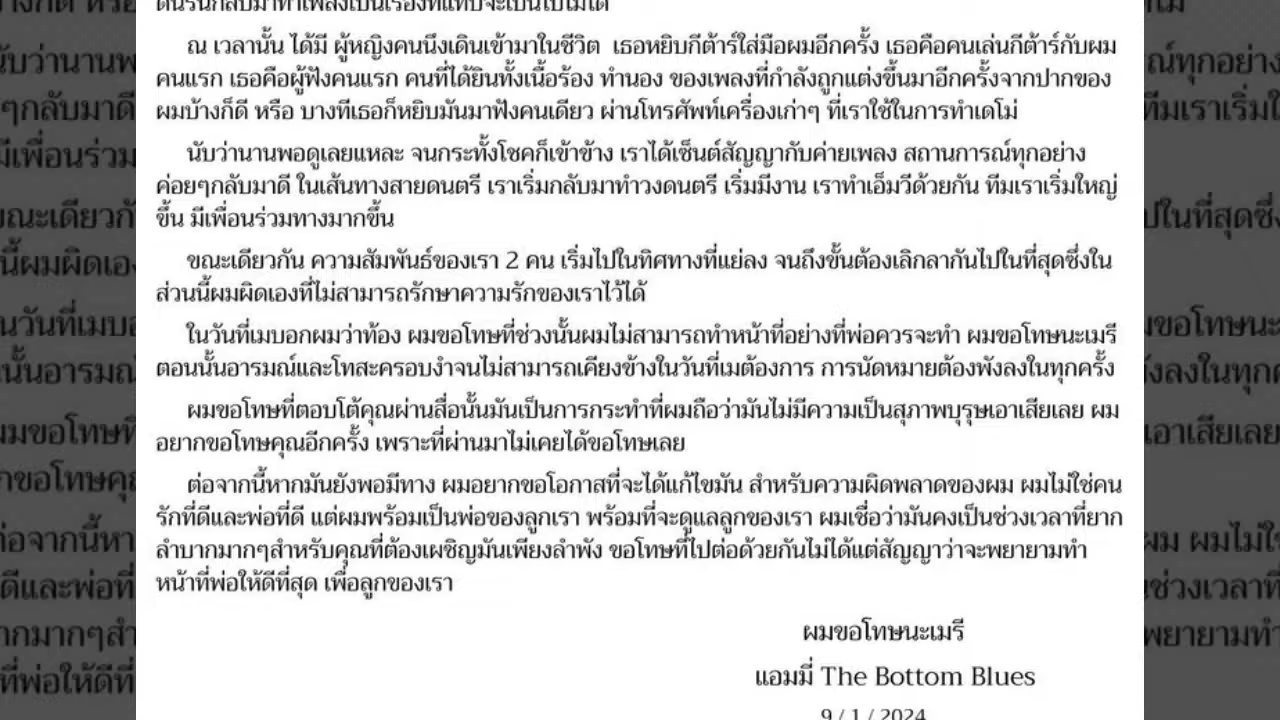 ดิ้นรนกลับมาทำเพลงเป็นเรื่องที่แทบจะเป็นไปไม่ได้
ณ เวลานั้น ได้มี ผู้หญิงคนนึงเดินเข้ามาในชีวิต เธอหยิบกีต้าร์ใส่มือผมอีกครั้ง เธอคือคนเล่นกีต้าร์กับผม
คนแรก เธอคือผู้ฟังคนแรก คนที่ได้ยินทั้งเนื้อร้อง ทำนอง ของเพลงที่กำลังถูกแต่งขึ้นมาอีกครั้งจากปากของ
ผมบ้างก็ดี หรือ บางทีเธอก็หยิบมันมาฟังคนเดียว ผ่านโทรศัพท์เครื่องเก่าๆ ที่เราใช้ในการทำเดโม่
นับว่านานพอดูเลยแหละ จนกระทั้งโชคก็เข้าข้าง เราได้เซ็นต์สัญญากับค่ายเพลง สถานการณ์ทุกอย่าง
ค่อยๆกลับมาดี ในเส้นทางสายดนตรี เราเริ่มกลับมาทำวงดนตรี เริ่มมีงาน เราทำเอ็มวีด้วยกัน ทีมเราเริ่มใหญ่
ขึ้น มีเพื่อนร่วมทางมากขึ้น
ขณะเดียวกัน ความสัมพันธ์ของเรา 2 คน เริ่มไปในทิศทางที่แย่ลง จนถึงขั้นต้องเลิกลากันไปในที่สุดซึ่งใน
ส่วนนี้ผมผิดเองที่ไม่สามารถรักษาความรักของเราไว้ได้
ในวันที่เมบอกผมว่าท้อง ผมขอโทษที่ช่วงนั้นผมไม่สามารถทำหน้าที่อย่างที่พ่อควรจะทำ ผมขอโทษนะเมรี
ตอนนั้นอารมณ์และโทสะครอบงำจนไม่สามารถเคียงข้างในวันที่เมต้องการ การนัดหมายต้องพังลงในทุกครั้ง
ผมขอโทษที่ตอบโต้คุณผ่านสื่อนั้นมันเป็นการกระทำที่ผมถือว่ามันไม่มีความเป็นสุภาพบุรุษเอาเสียเลย ผม
อยากขอโทษคุณอีกครั้ง เพราะที่ผ่านมาไม่เคยได้ขอโทษเลย
ต่อจากนี้หากมันยังพอมีทาง ผมอยากขอโอกาสที่จะได้แก้ไขมัน สำหรับความผิดพลาดของผม ผมไม่ใช่คน
รักที่ดีและพ่อที่ดี แต่ผมพร้อมเป็นพ่อของลูกเรา พร้อมที่จะดูแลลูกของเรา ผมเชื่อว่ามันคงเป็นช่วงเวลาที่ยาก
ลำบากมากๆสำหรับคุณที่ต้องเผชิญมันเพียงลำพัง ขอโทษที่ไปต่อด้วยกันไม่ได้แต่สัญญาว่าจะพยายามทำ
หน้าที่พ่อให้ดีที่สุด เพื่อลูกของเรา
ผมขอโทษนะเมรี
แอมมี่ The Bottom Blues
9 / 1 / 2024